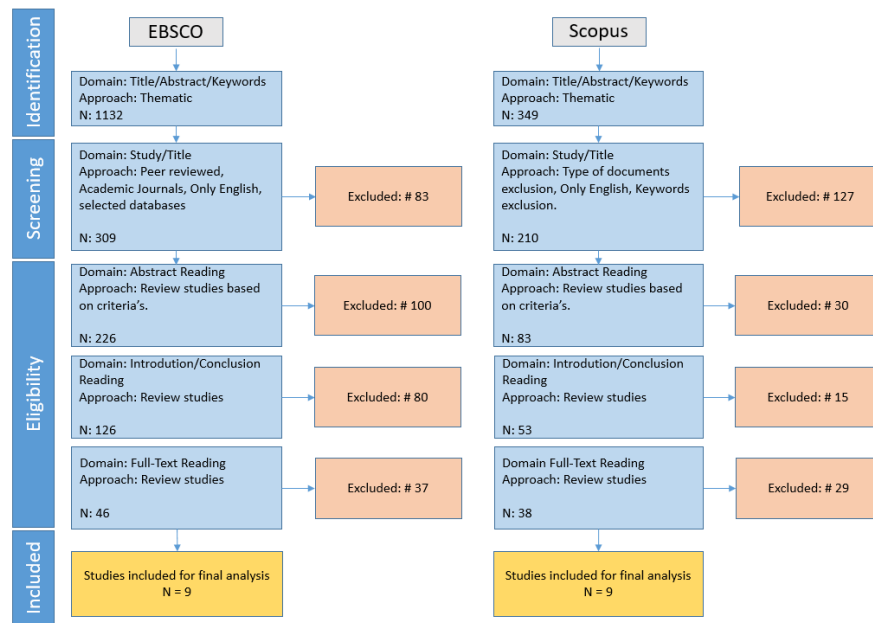 Identification
EBSCO
Scopus
Domain: Title/Abstract/Keywords
Approach: Thematic
N: 1132
Domain: Title/Abstract/Keywords
Approach: Thematic
N: 349
Screening
Domain: Study/Title
Approach: Peer reviewed,
Academic Journals, Only English,
selected databases
N: 309
Excluded: # 83
Domain: Study/Title
Approach: Type of documents
exclusion, Only English, Keywords
exclusion.
N: 210
Excluded: # 127
Eligibility
Domain: Abstract Reading
Approach: Review studies based
on criteria's.
N: 226
Excluded: # 100
Domain: Abstract Reading
Approach: Review studies based
on criteria's.
N: 83
Excluded: # 30
Domain: Introdution/Conclusion
Reading
Approach: Review studies
N: 126
Excluded: # 80
Domain: Introdution/Conclusion
Reading
Approach: Review studies
N: 53
Excluded: # 15
Domain: Full-Text Reading
Approach: Review studies
N: 46
Excluded: # 37
Domain Full-Text Reading
Approach: Review studies
N: 38
Excluded: # 29
Included
Studies included for final analysis
N = 9
Studies included for final analysis
N = 9